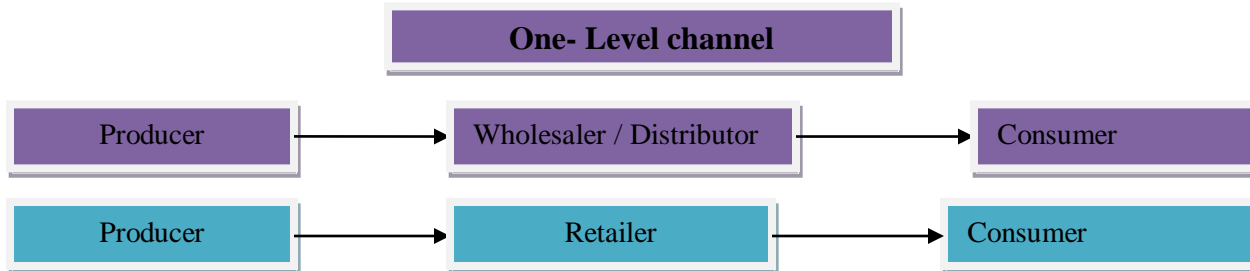 One- Level channel
Producer Wholesaler / Distributor Consumer
Producer Retailer Consumer